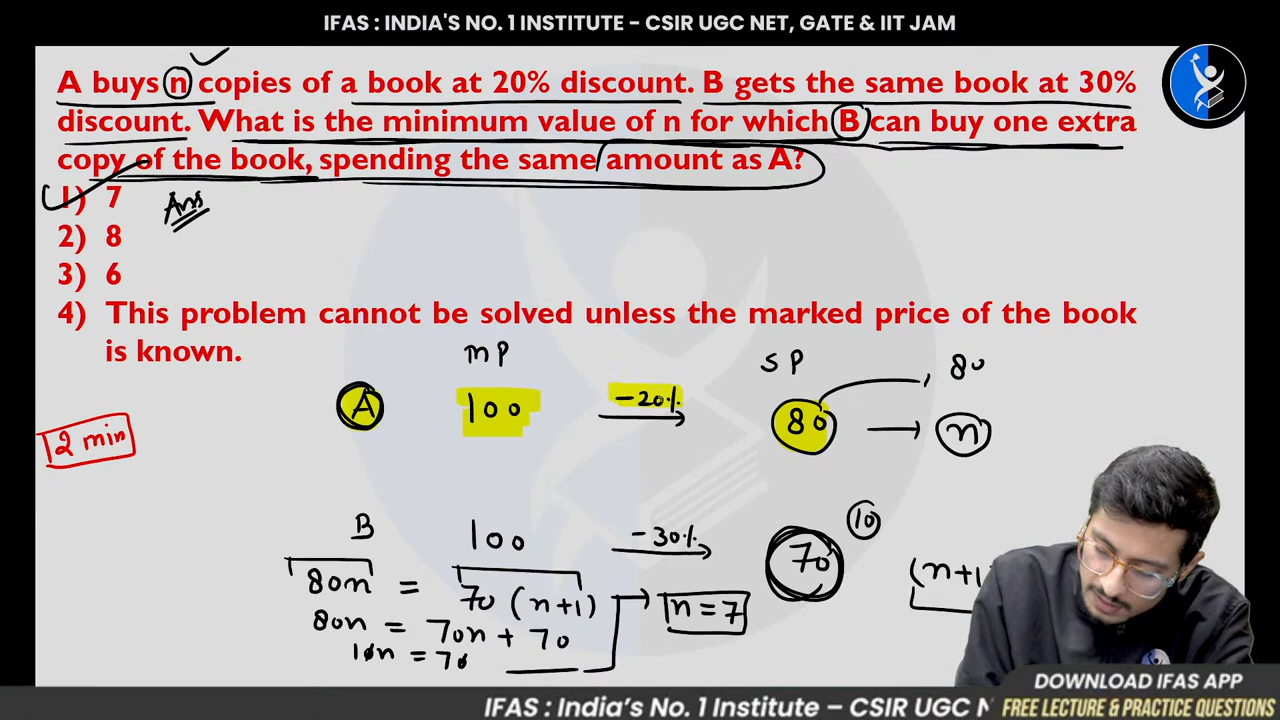 IFAS : INDIA'S NO. 1 INSTITUTE – CSIR UGC NET, GATE & IIT JAM
A buys n copies of a book at 20% discount. B gets the same book at 30%
discount. What is the minimum value of n for which B can buy one extra
copy of the book, spending the same amount as A?
1) 7
Ans
2) 8
3) 6
4) This problem cannot be solved unless the marked price of the book
is known.
MP
SP
80
A 100 -20% 80 n
2 min
B 100 -30% 70 10
80n = 70 (n+1) n = 7 (n+1
80n = 70n + 70
10n = 70
DOWNLOAD IFAS APP
IFAS : India's No. 1 Institute – CSIR UGC N
FREE LECTURE & PRACTICE QUESTIONS